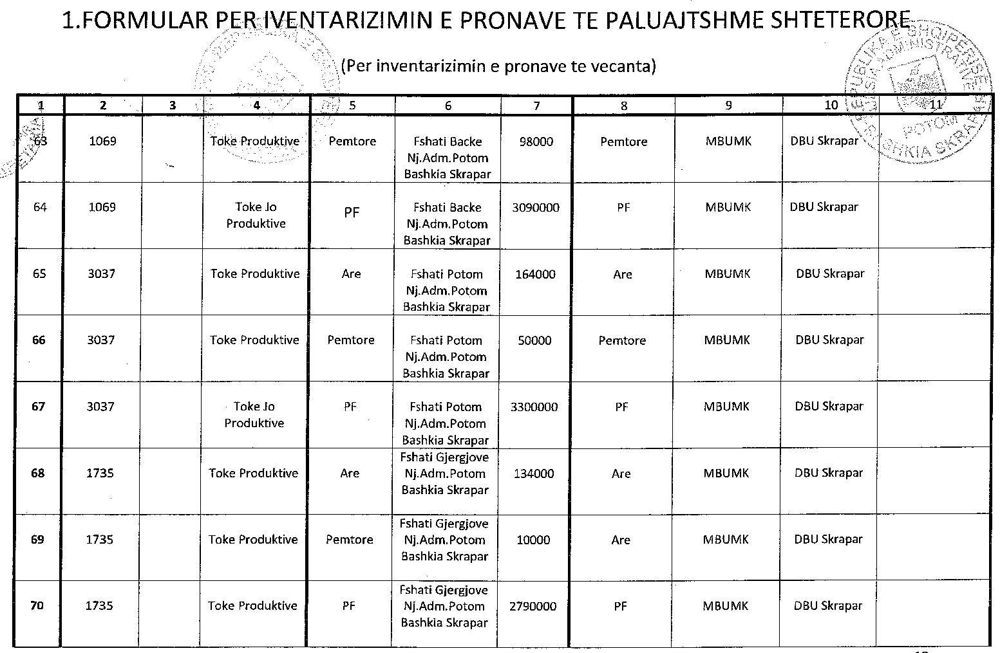 1.FORMULAR PER IVENTARIZIMIN E PRONAVE TE PALUAJTSHME SHTETERORE
(Per inventarizimin e pronave te vecanta)
1 2 3 4 5 6 7 8 9 10 11
63 1069 Toke Produktive Pemtore Fshati Backe 98000 Pemtore MBUMK DBU Skrapar
Nj.Adm.Potom
Bashkia Skrapar
64 1069 Toke Jo PF Fshati Backe 3090000 PF MBUMK DBU Skrapar
Produktive Nj.Adm.Potom
Bashkia Skrapar
65 3037 Toke Produktive Are Fshati Potom 164000 Are MBUMK DBU Skrapar
Nj.Adm.Potom
Bashkia Skrapar
66 3037 Toke Produktive Pemtore Fshati Potom 50000 Pemtore MBUMK DBU Skrapar
Nj.Adm.Potom
Bashkia Skrapar
67 3037 Toke Jo PF Fshati Potom 3300000 PF MBUMK DBU Skrapar
Produktive Nj.Adm.Potom
Bashkia Skrapar
Fshati Gjergjove
68 1735 Toke Produktive Are Nj.Adm.Potom 134000 Are MBUMK DBU Skrapar
Bashkia Skrapar
Fshati Gjergjove
69 1735 Toke Produktive Pemtore Nj.Adm.Potom 10000 Are MBUMK DBU Skrapar
Bashkia Skrapar
Fshati Gjergjove
70 1735 Toke Produktive PF Nj.Adm.Potom 2790000 PF MBUMK DBU Skrapar
Bashkia Skrapar
REPUBLIKA E SHQIPERISE
ADMINISTRATIVE
POTOM
BASHKIA SKRAPAR